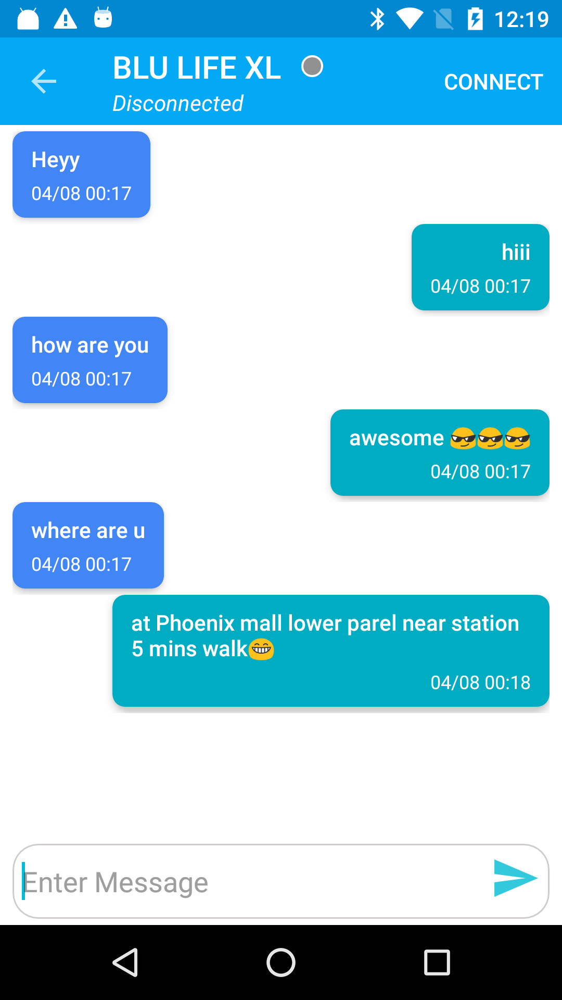 12:19
BLU LIFE XL
Disconnected
CONNECT
Heyy
04/08 00:17
hiii
04/08 00:17
how are you
04/08 00:17
awesome 😎😎😎
04/08 00:17
where are u
04/08 00:17
at Phoenix mall lower parel near station
5 mins walk😁
04/08 00:18
Enter Message